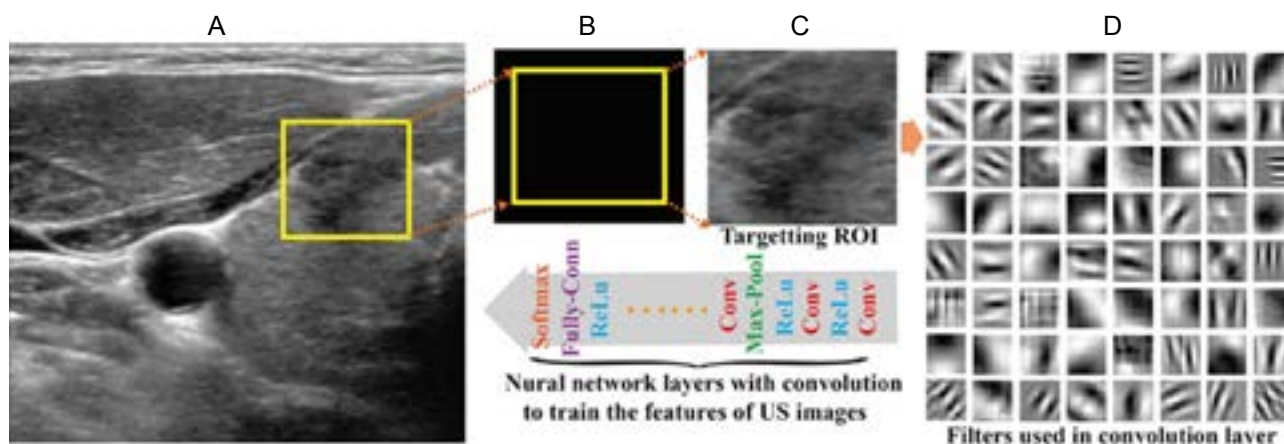 A
B
C
D
Targetting ROI
Softmax
Fully-Conn
ReLu
Conv
Max-Pool
ReLu
Conv
ReLu
Conv
Nural network layers with convolution
to train the features of US images
Filters used in convolution layer